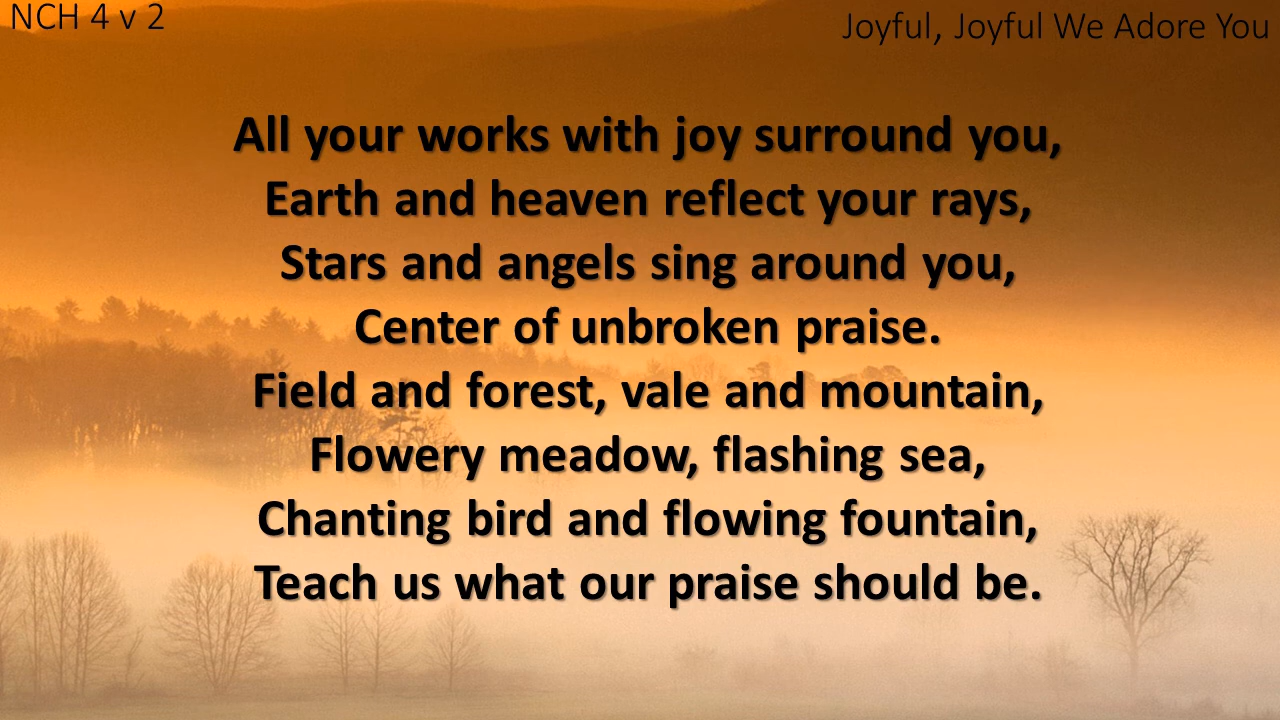 NCH 4 v 2
Joyful, Joyful We Adore You
All your works with joy surround you,
Earth and heaven reflect your rays,
Stars and angels sing around you,
Center of unbroken praise.
Field and forest, vale and mountain,
Flowery meadow, flashing sea,
Chanting bird and flowing fountain,
Teach us what our praise should be.